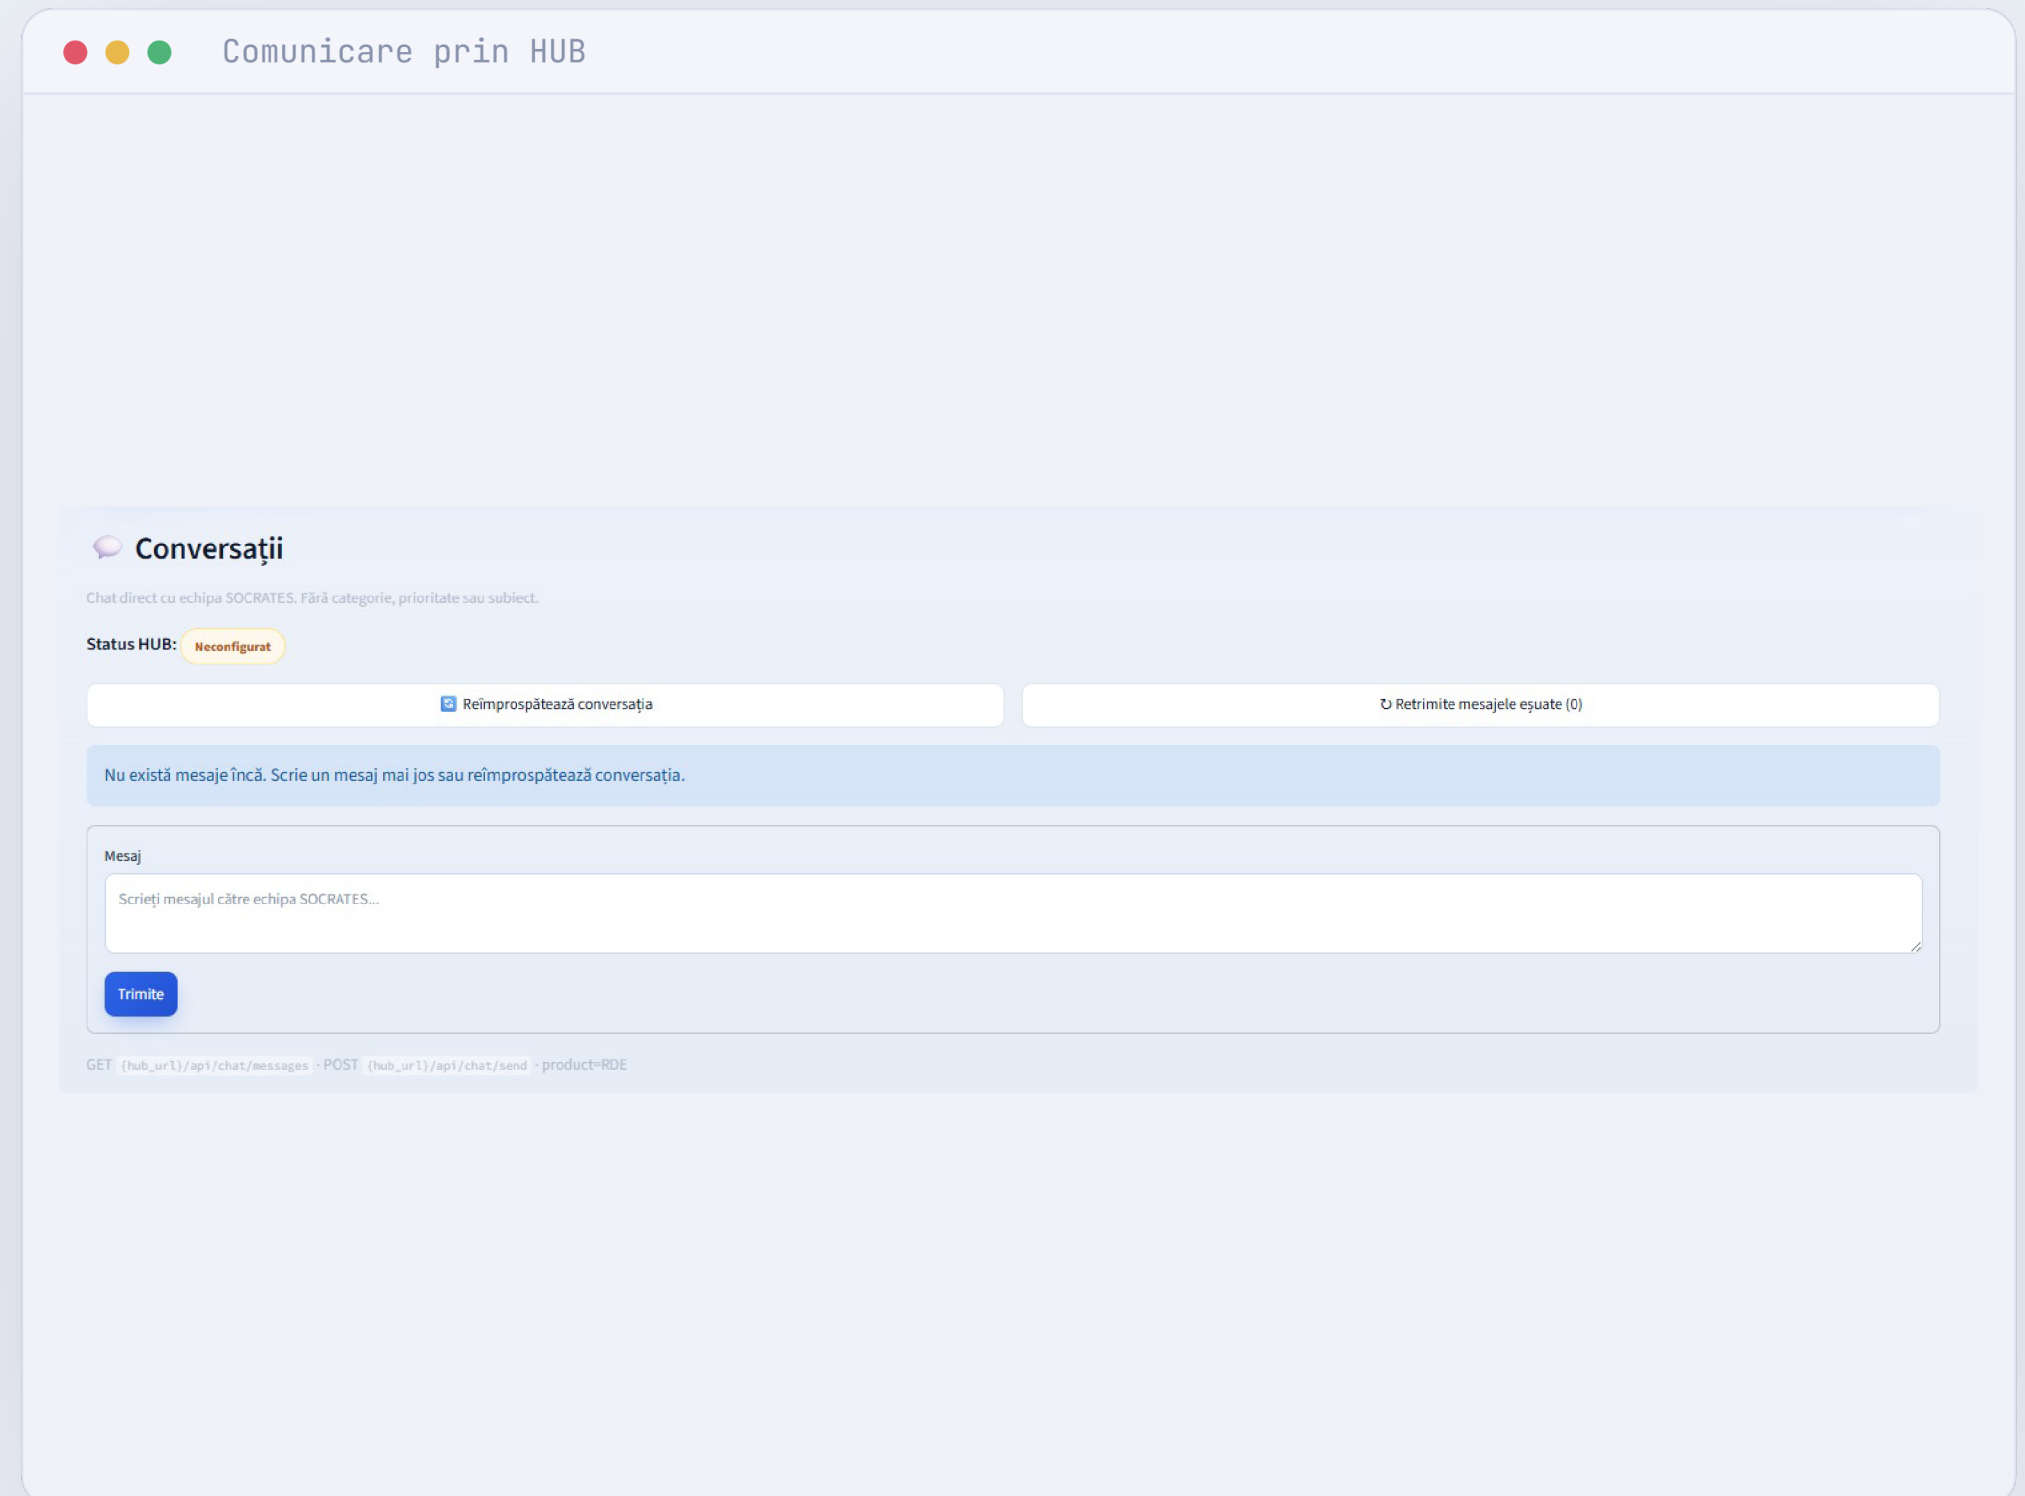 Comunicare prin HUB
Conversații
Chat direct cu echipa SOCRATES. Fără categorie, prioritate sau subiect.
Status HUB: Neconfigurat
Reîmprospătează conversația
↻ Retrimite mesajele eșuate (0)
Nu există mesaje încă. Scrie un mesaj mai jos sau reîmprospătează conversația.
Mesaj
Scrieți mesajul către echipa SOCRATES...
Trimite
GET {hub_url}/api/chat/messages · POST {hub_url}/api/chat/send · product=RDE